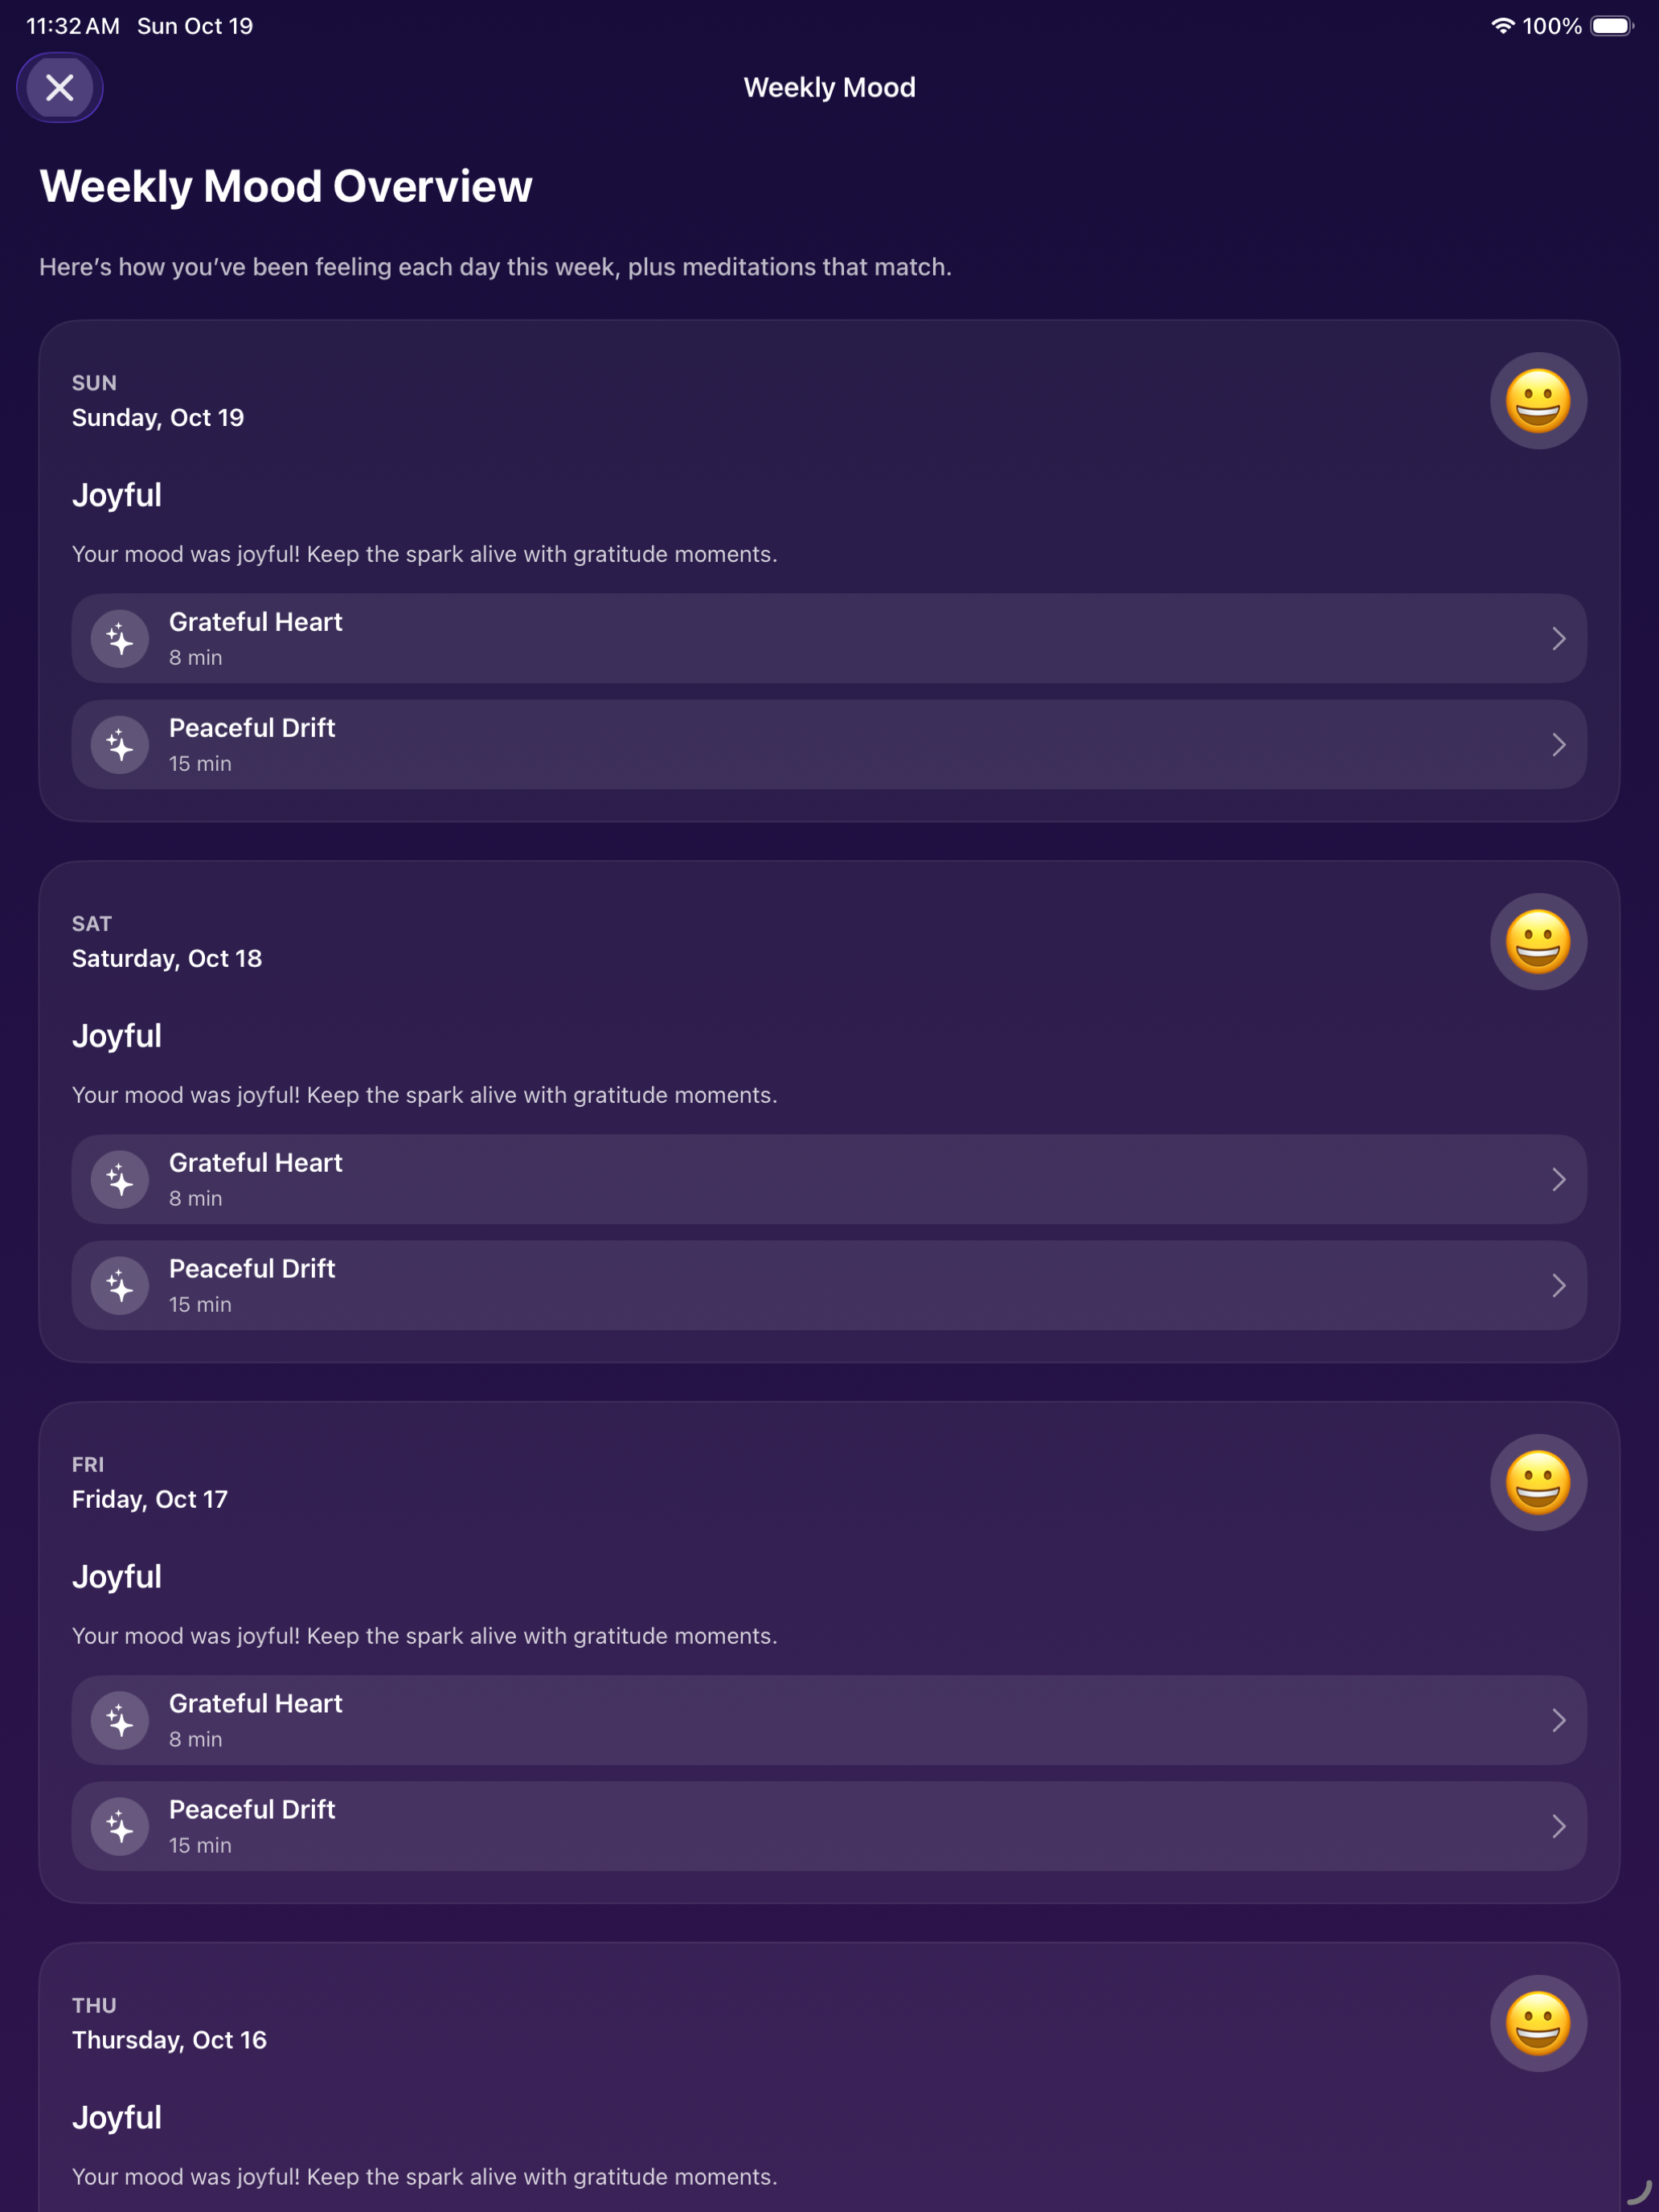 11:32 AM Sun Oct 19
100%
Weekly Mood
Weekly Mood Overview
Here’s how you’ve been feeling each day this week, plus meditations that match.
SUN
Sunday, Oct 19
Joyful
Your mood was joyful! Keep the spark alive with gratitude moments.
Grateful Heart
8 min
Peaceful Drift
15 min
SAT
Saturday, Oct 18
Joyful
Your mood was joyful! Keep the spark alive with gratitude moments.
Grateful Heart
8 min
Peaceful Drift
15 min
FRI
Friday, Oct 17
Joyful
Your mood was joyful! Keep the spark alive with gratitude moments.
Grateful Heart
8 min
Peaceful Drift
15 min
THU
Thursday, Oct 16
Joyful
Your mood was joyful! Keep the spark alive with gratitude moments.